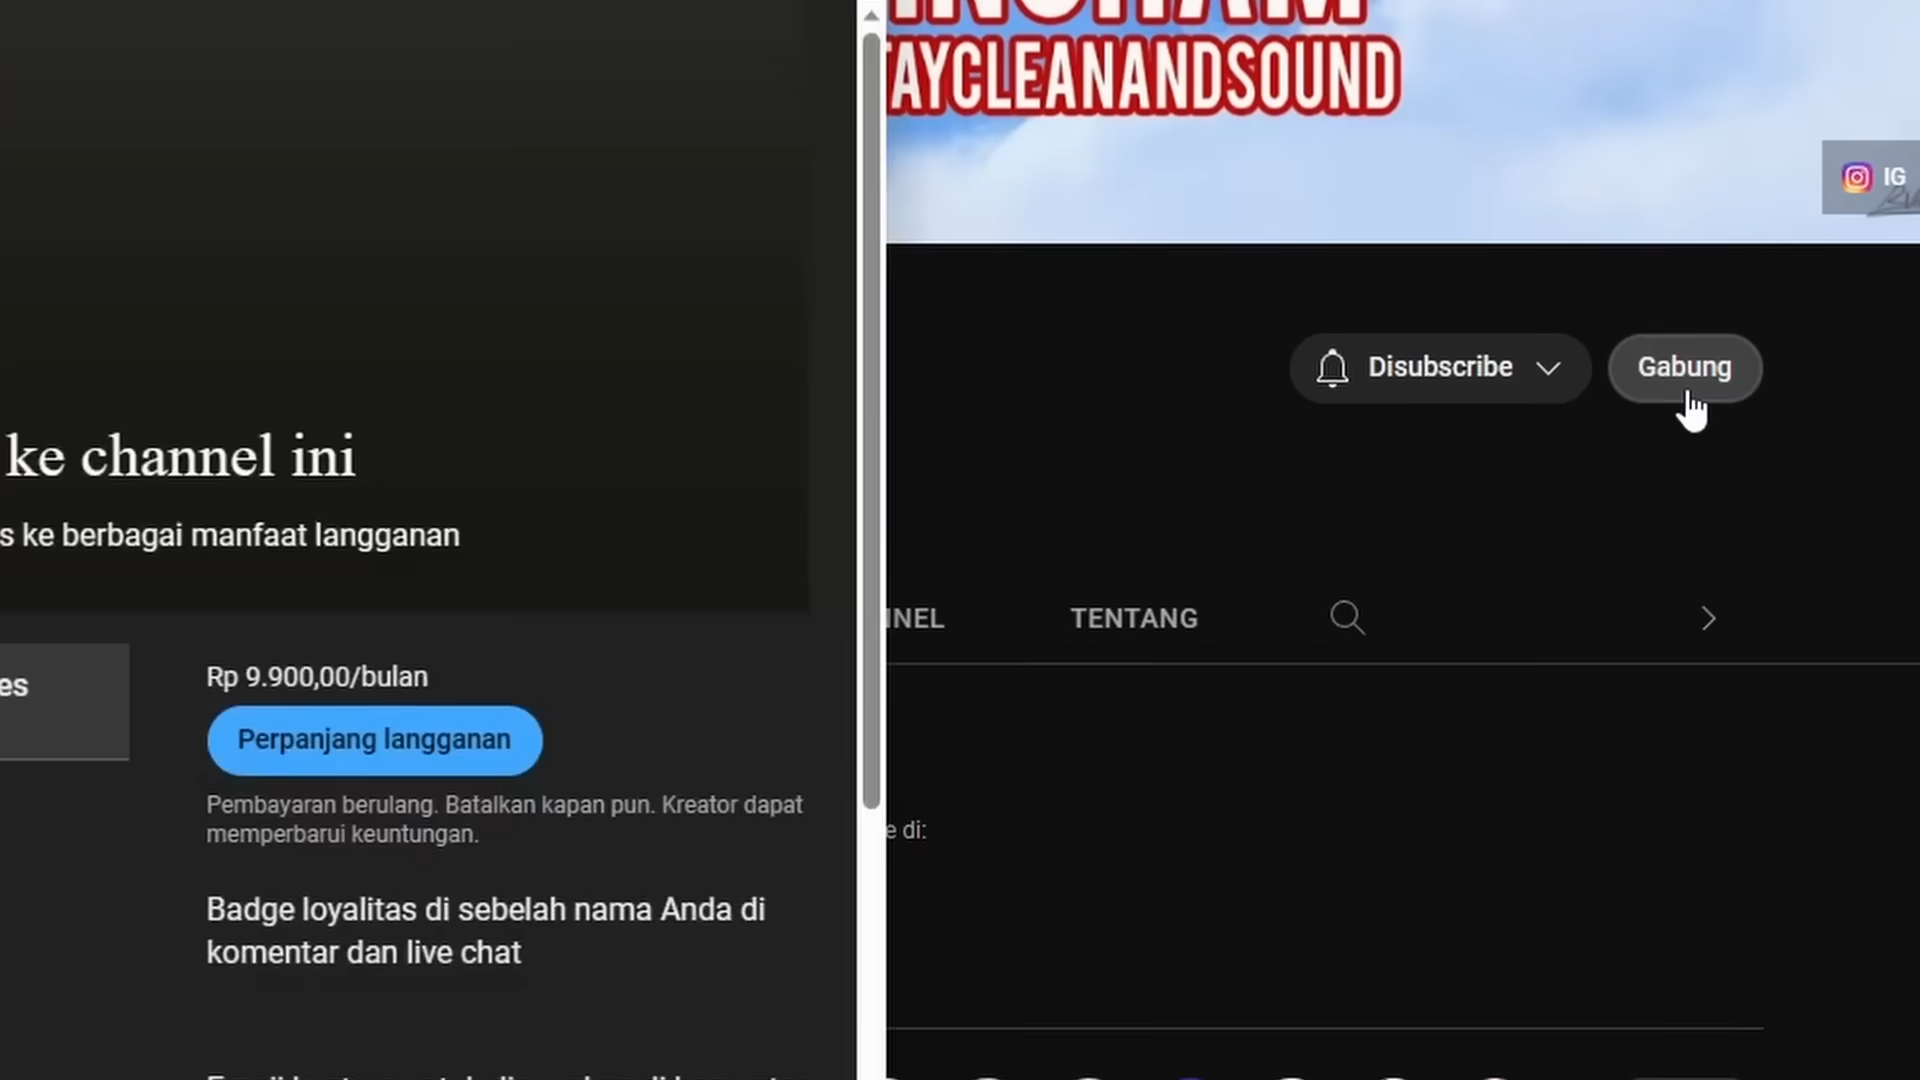 ke channel ini
ke berbagai manfaat langganan
Rp 9.900,00/bulan
Perpanjang langganan
Pembayaran berulang. Batalkan kapan pun. Kreator dapat
memperbarui keuntungan.
Badge loyalitas di sebelah nama Anda di
komentar dan live chat
AYCLEANANDSOUND
IG
Disubscribe
Gabung
NEL
TENTANG
e di: